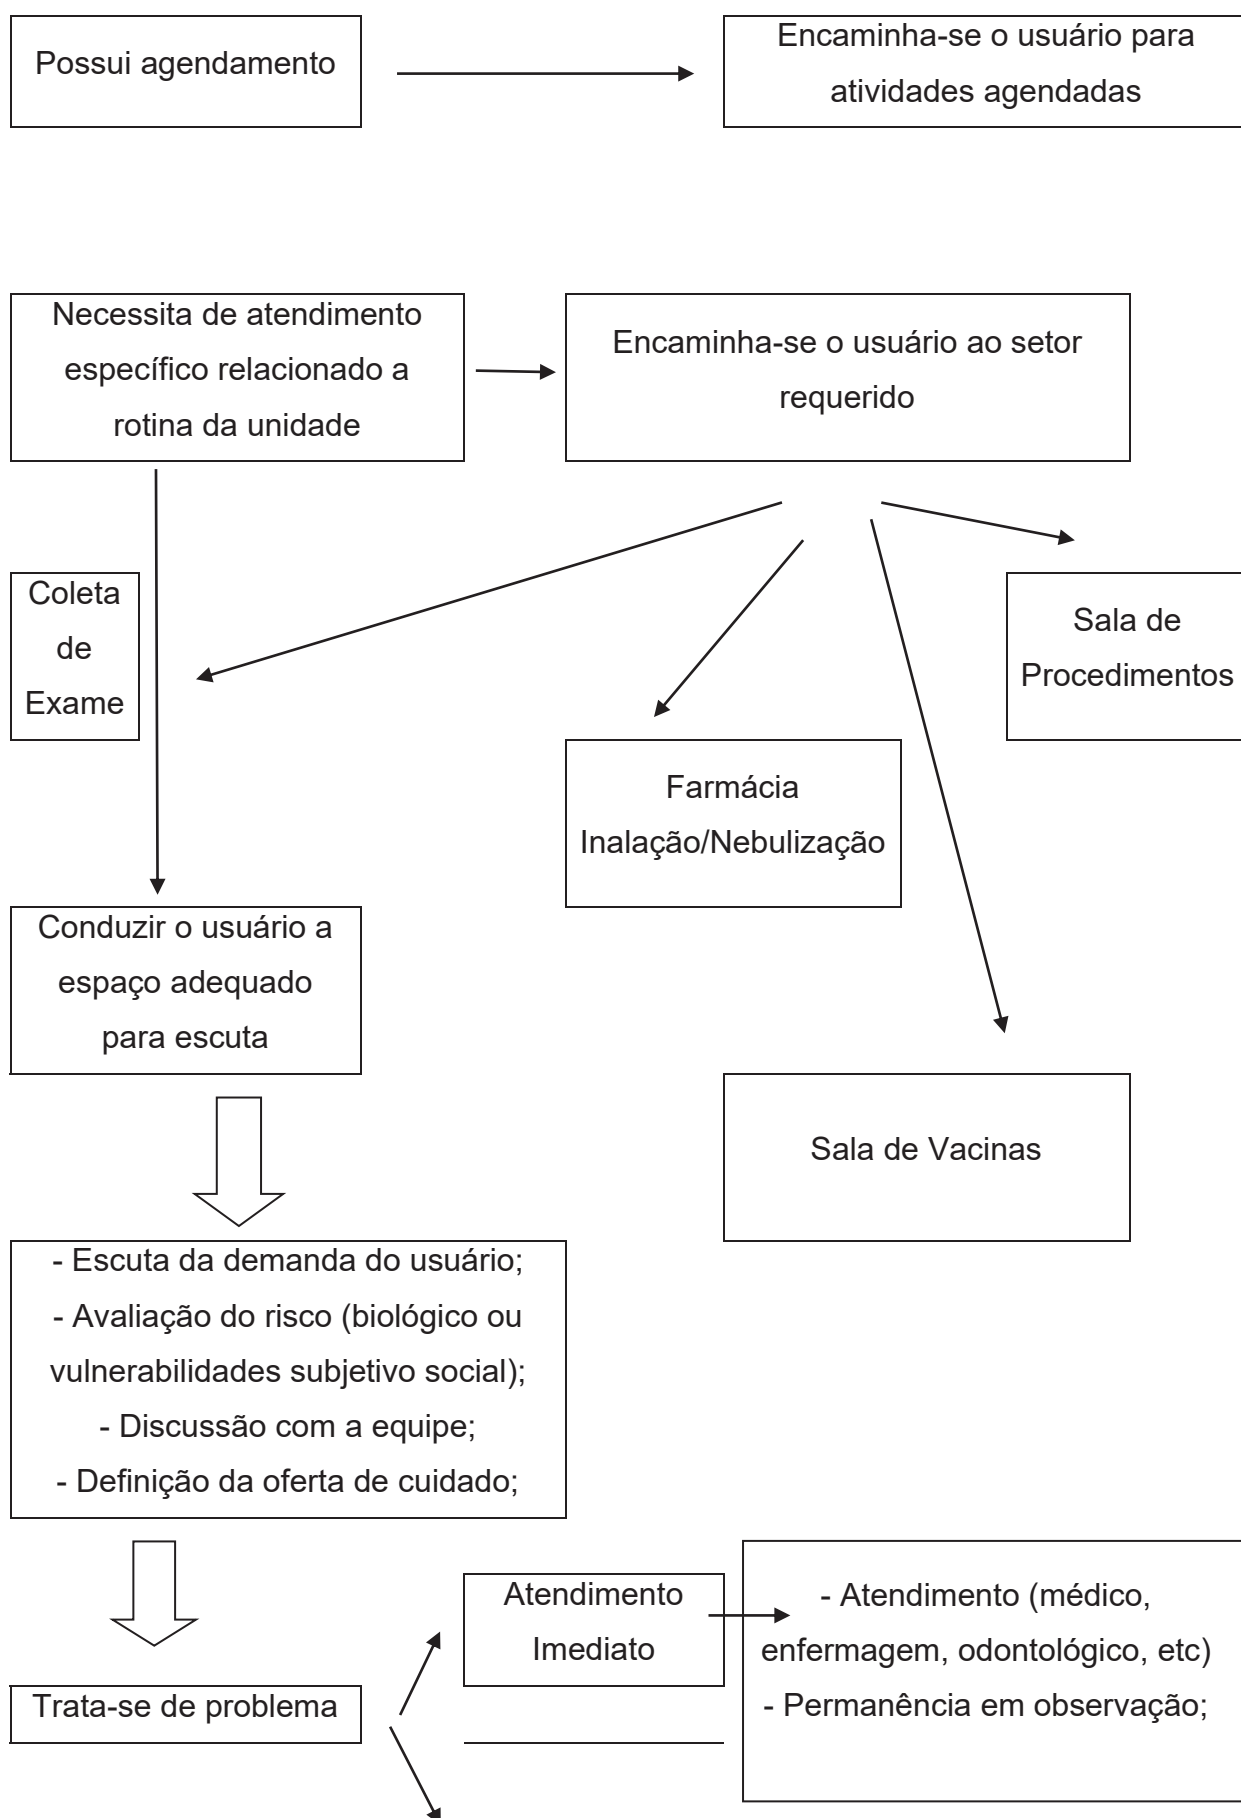 Possui agendamento
Encaminha-se o usuário para
atividades agendadas
Necessita de atendimento
específico relacionado a
rotina da unidade
Encaminha-se o usuário ao setor
requerido
Coleta
de
Exame
Sala de
Procedimentos
Farmácia
Inalação/Nebulização
Conduzir o usuário a
espaço adequado
para escuta
Sala de Vacinas
- Escuta da demanda do usuário;
- Avaliação do risco (biológico ou
vulnerabilidades subjetivo social);
- Discussão com a equipe;
- Definição da oferta de cuidado;
Atendimento
Imediato
- Atendimento (médico,
enfermagem, odontológico, etc)
- Permanência em observação;
Trata-se de problema